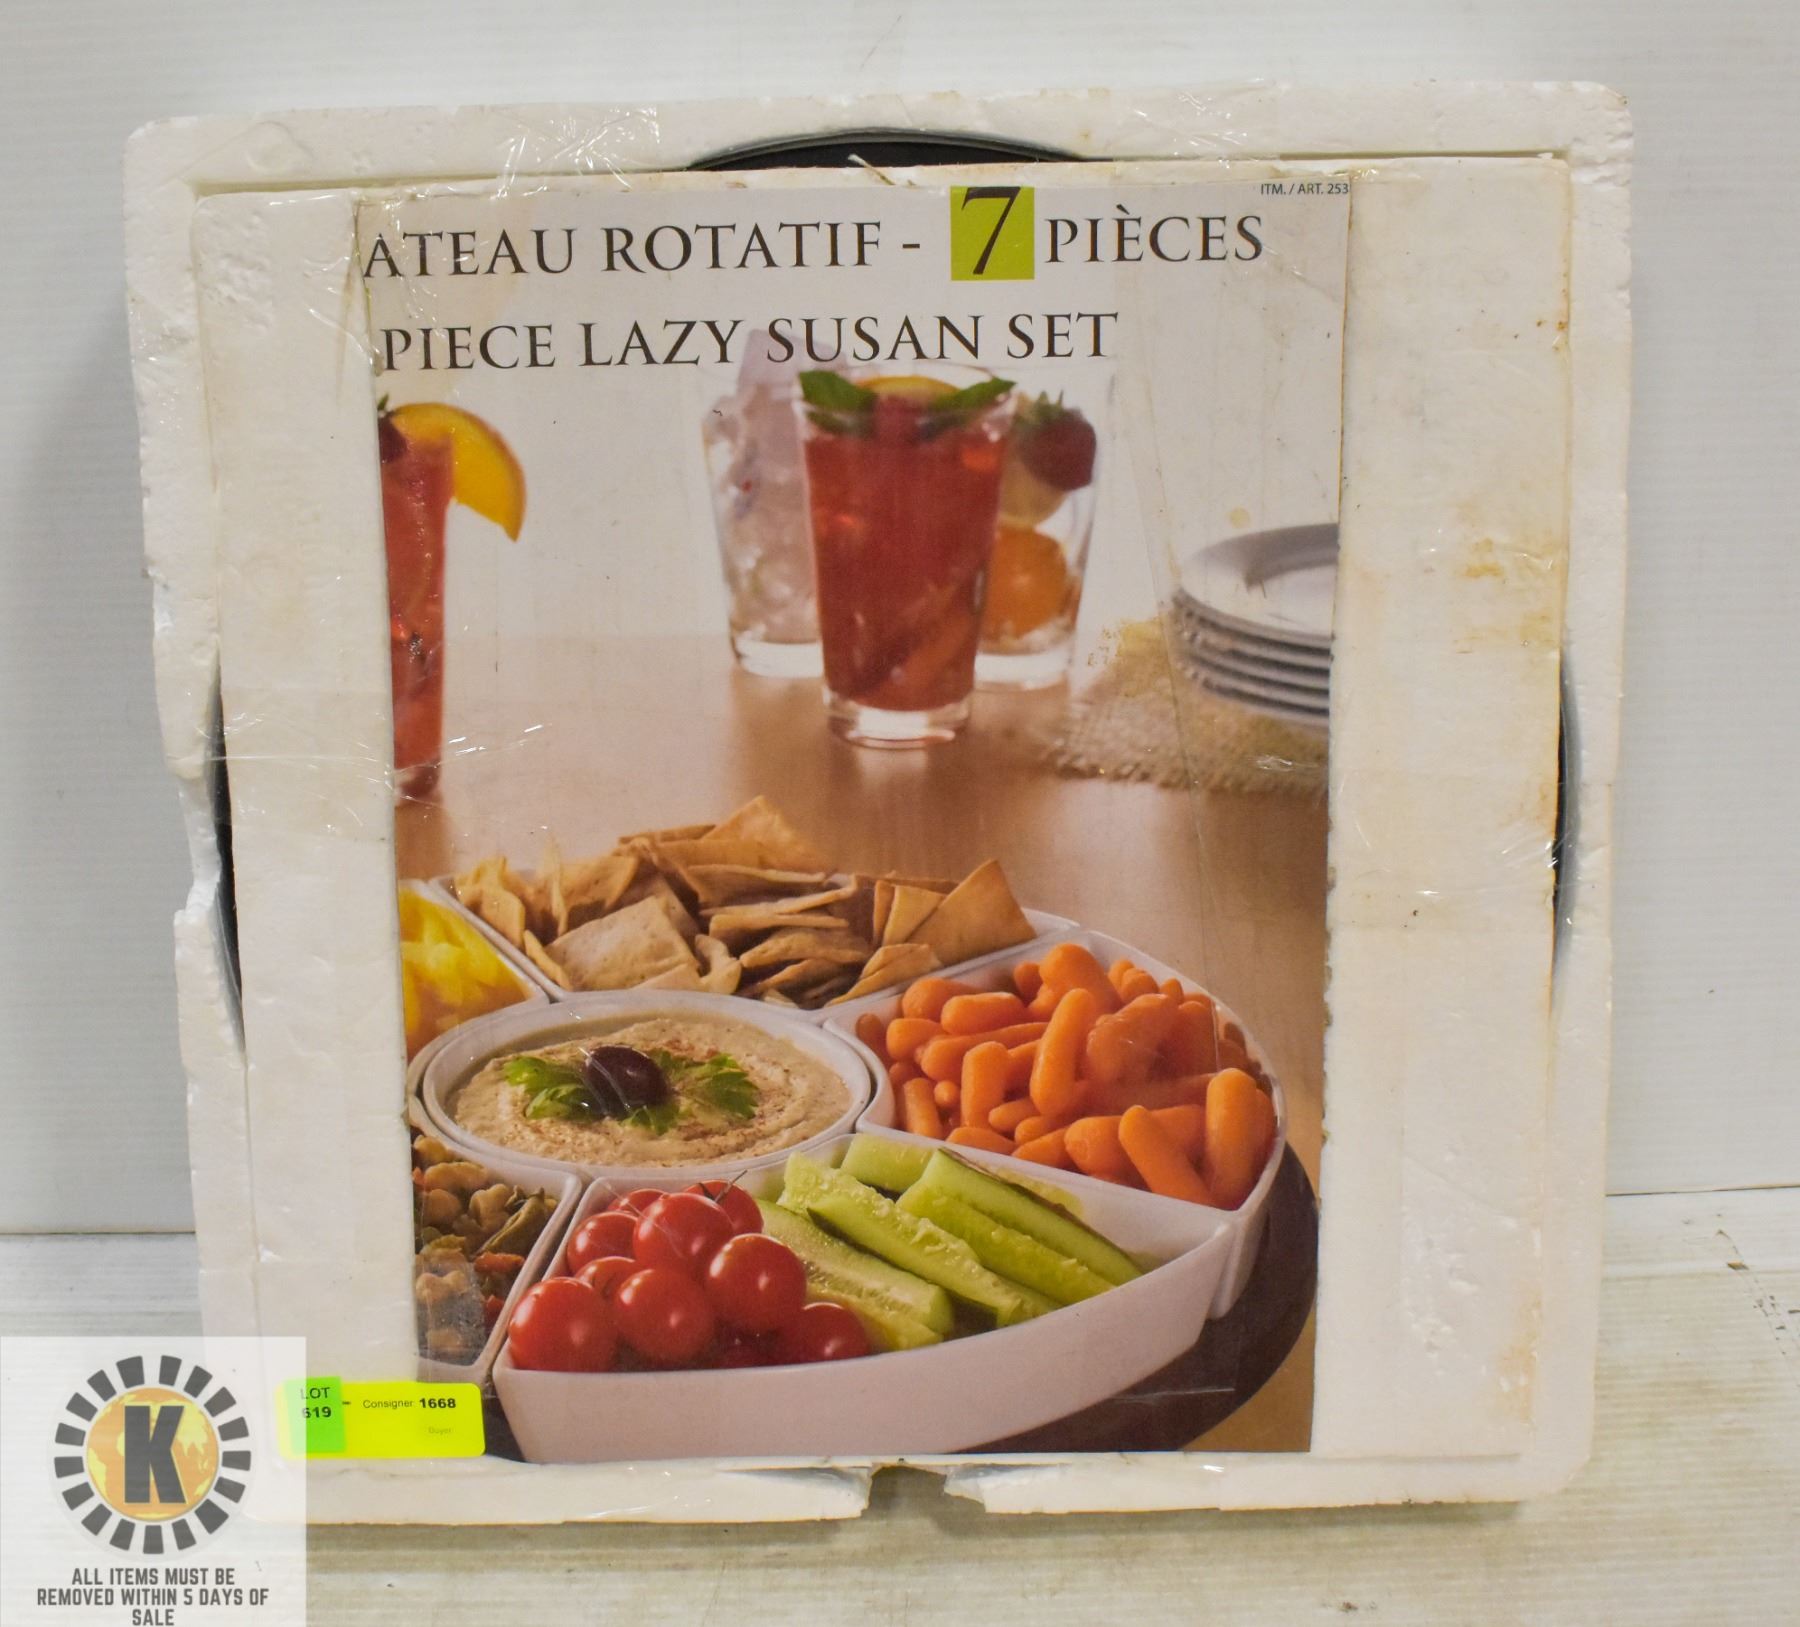 ITM. / ART. 253
ATEAU ROTATIF - 7 PIÈCES
PIECE LAZY SUSAN SET
LOT
619
- Consigner 1668
Buyer
K
ALL ITEMS MUST BE
REMOVED WITHIN 5 DAYS OF
SALE